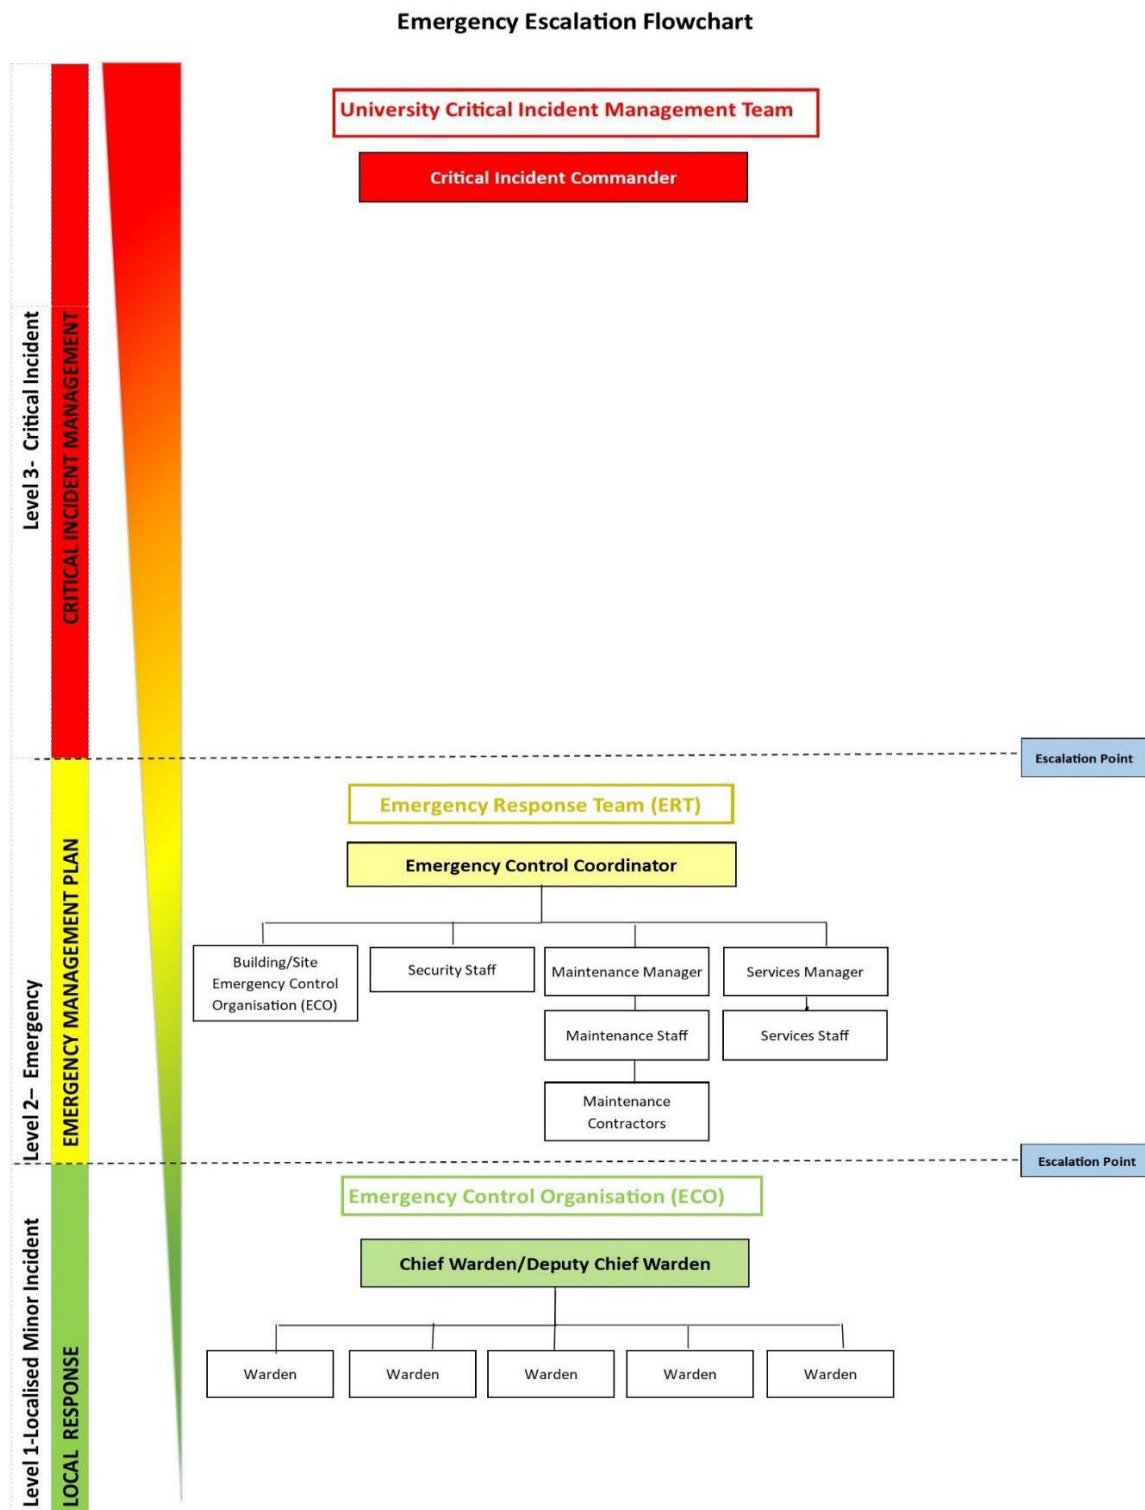 Emergency Escalation Flowchart
University Critical Incident Management Team
Critical Incident Commander
Level 3-  Critical Incident
CRITICAL INCIDENT MANAGEMENT
Escalation Point
Emergency Response Team (ERT)
Emergency Control Coordinator
Building/Site
Emergency Control
Organisation (ECO)
Security Staff
Maintenance Manager
Services Manager
Maintenance Staff
Services Staff
Maintenance
Contractors
Level 2–  Emergency
EMERGENCY MANAGEMENT PLAN
Escalation Point
Emergency Control Organisation (ECO)
Chief Warden/Deputy Chief Warden
Warden
Warden
Warden
Warden
Warden
Level 1-Localised Minor Incident
LOCAL  RESPONSE